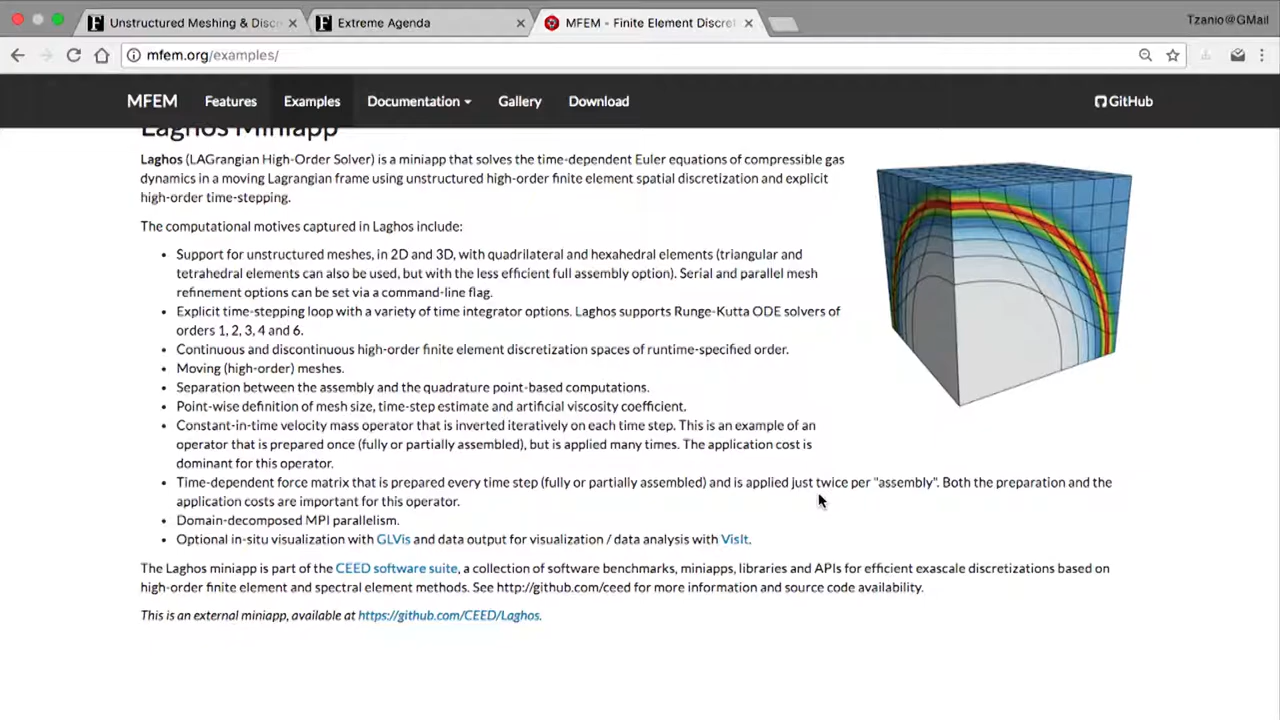 Unstructured Meshing & Disc
Extreme Agenda
MFEM - Finite Element Discret
Tzanio@GMail
mfem.org/examples/
MFEM
Features
Examples
Documentation
Gallery
Download
GitHub
Laghos Miniapp
Laghos (LAGrangian High-Order Solver) is a miniapp that solves the time-dependent Euler equations of compressible gas
dynamics in a moving Lagrangian frame using unstructured high-order finite element spatial discretization and explicit
high-order time-stepping.
The computational motives captured in Laghos include:
• Support for unstructured meshes, in 2D and 3D, with quadrilateral and hexahedral elements (triangular and
tetrahedral elements can also be used, but with the less efficient full assembly option). Serial and parallel mesh
refinement options can be set via a command-line flag.
• Explicit time-stepping loop with a variety of time integrator options. Laghos supports Runge-Kutta ODE solvers of
orders 1, 2, 3, 4 and 6.
• Continuous and discontinuous high-order finite element discretization spaces of runtime-specified order.
• Moving (high-order) meshes.
• Separation between the assembly and the quadrature point-based computations.
• Point-wise definition of mesh size, time-step estimate and artificial viscosity coefficient.
• Constant-in-time velocity mass operator that is inverted iteratively on each time step. This is an example of an
operator that is prepared once (fully or partially assembled), but is applied many times. The application cost is
dominant for this operator.
• Time-dependent force matrix that is prepared every time step (fully or partially assembled) and is applied just twice per "assembly". Both the preparation and the
application costs are important for this operator.
• Domain-decomposed MPI parallelism.
• Optional in-situ visualization with GLVis and data output for visualization / data analysis with VisIt.
The Laghos miniapp is part of the CEED software suite, a collection of software benchmarks, miniapps, libraries and APIs for efficient exascale discretizations based on
high-order finite element and spectral element methods. See http://github.com/ceed for more information and source code availability.
This is an external miniapp, available at https://github.com/CEED/Laghos.